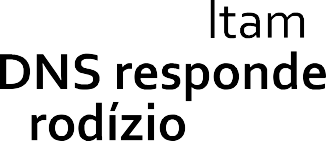 Itam
DNS responde
rodízio